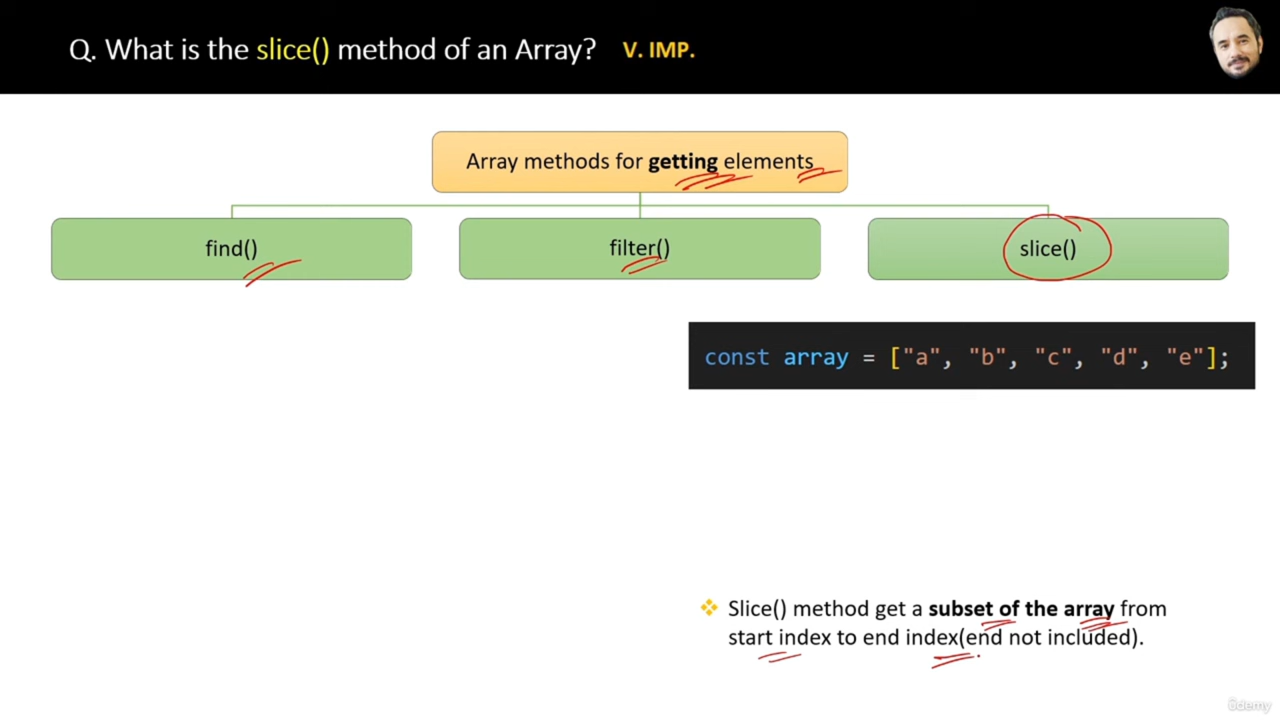 Q. What is the slice() method of an Array? V. IMP.
Array methods for getting elements
find()
filter()
slice()
const array = ["a", "b", "c", "d", "e"];
❖ Slice() method get a subset of the array from
start index to end index(end not included).
ûdemy